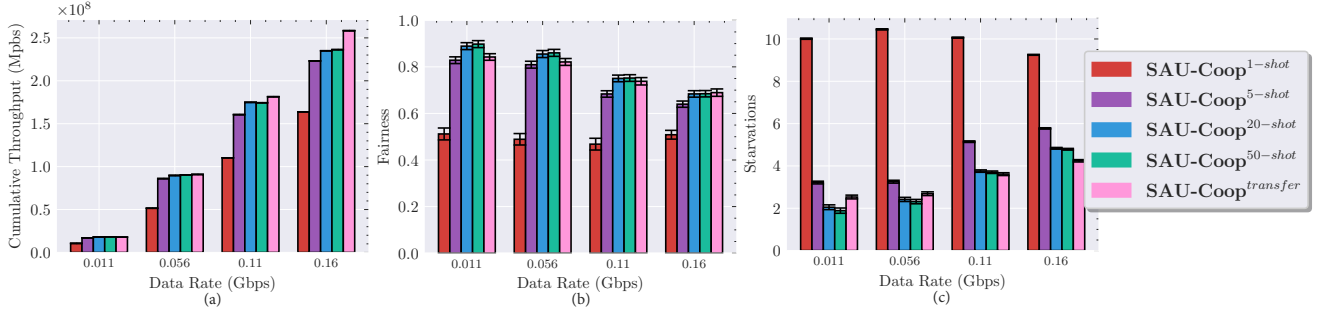 ×10⁸
Cumulative Throughput (Mpbs)
2.5
2.0
1.5
1.0
0.5
0.0
0.011
0.056
0.11
0.16
Data Rate (Gbps)
(a)
Fairness
1.0
0.8
0.6
0.4
0.2
0.0
0.011
0.056
0.11
0.16
Data Rate (Gbps)
(b)
Starvations
10
8
6
4
2
0
0.011
0.056
0.11
0.16
Data Rate (Gbps)
(c)
SAU-Coop^{1-shot}
SAU-Coop^{5-shot}
SAU-Coop^{20-shot}
SAU-Coop^{50-shot}
SAU-Coop^{transfer}